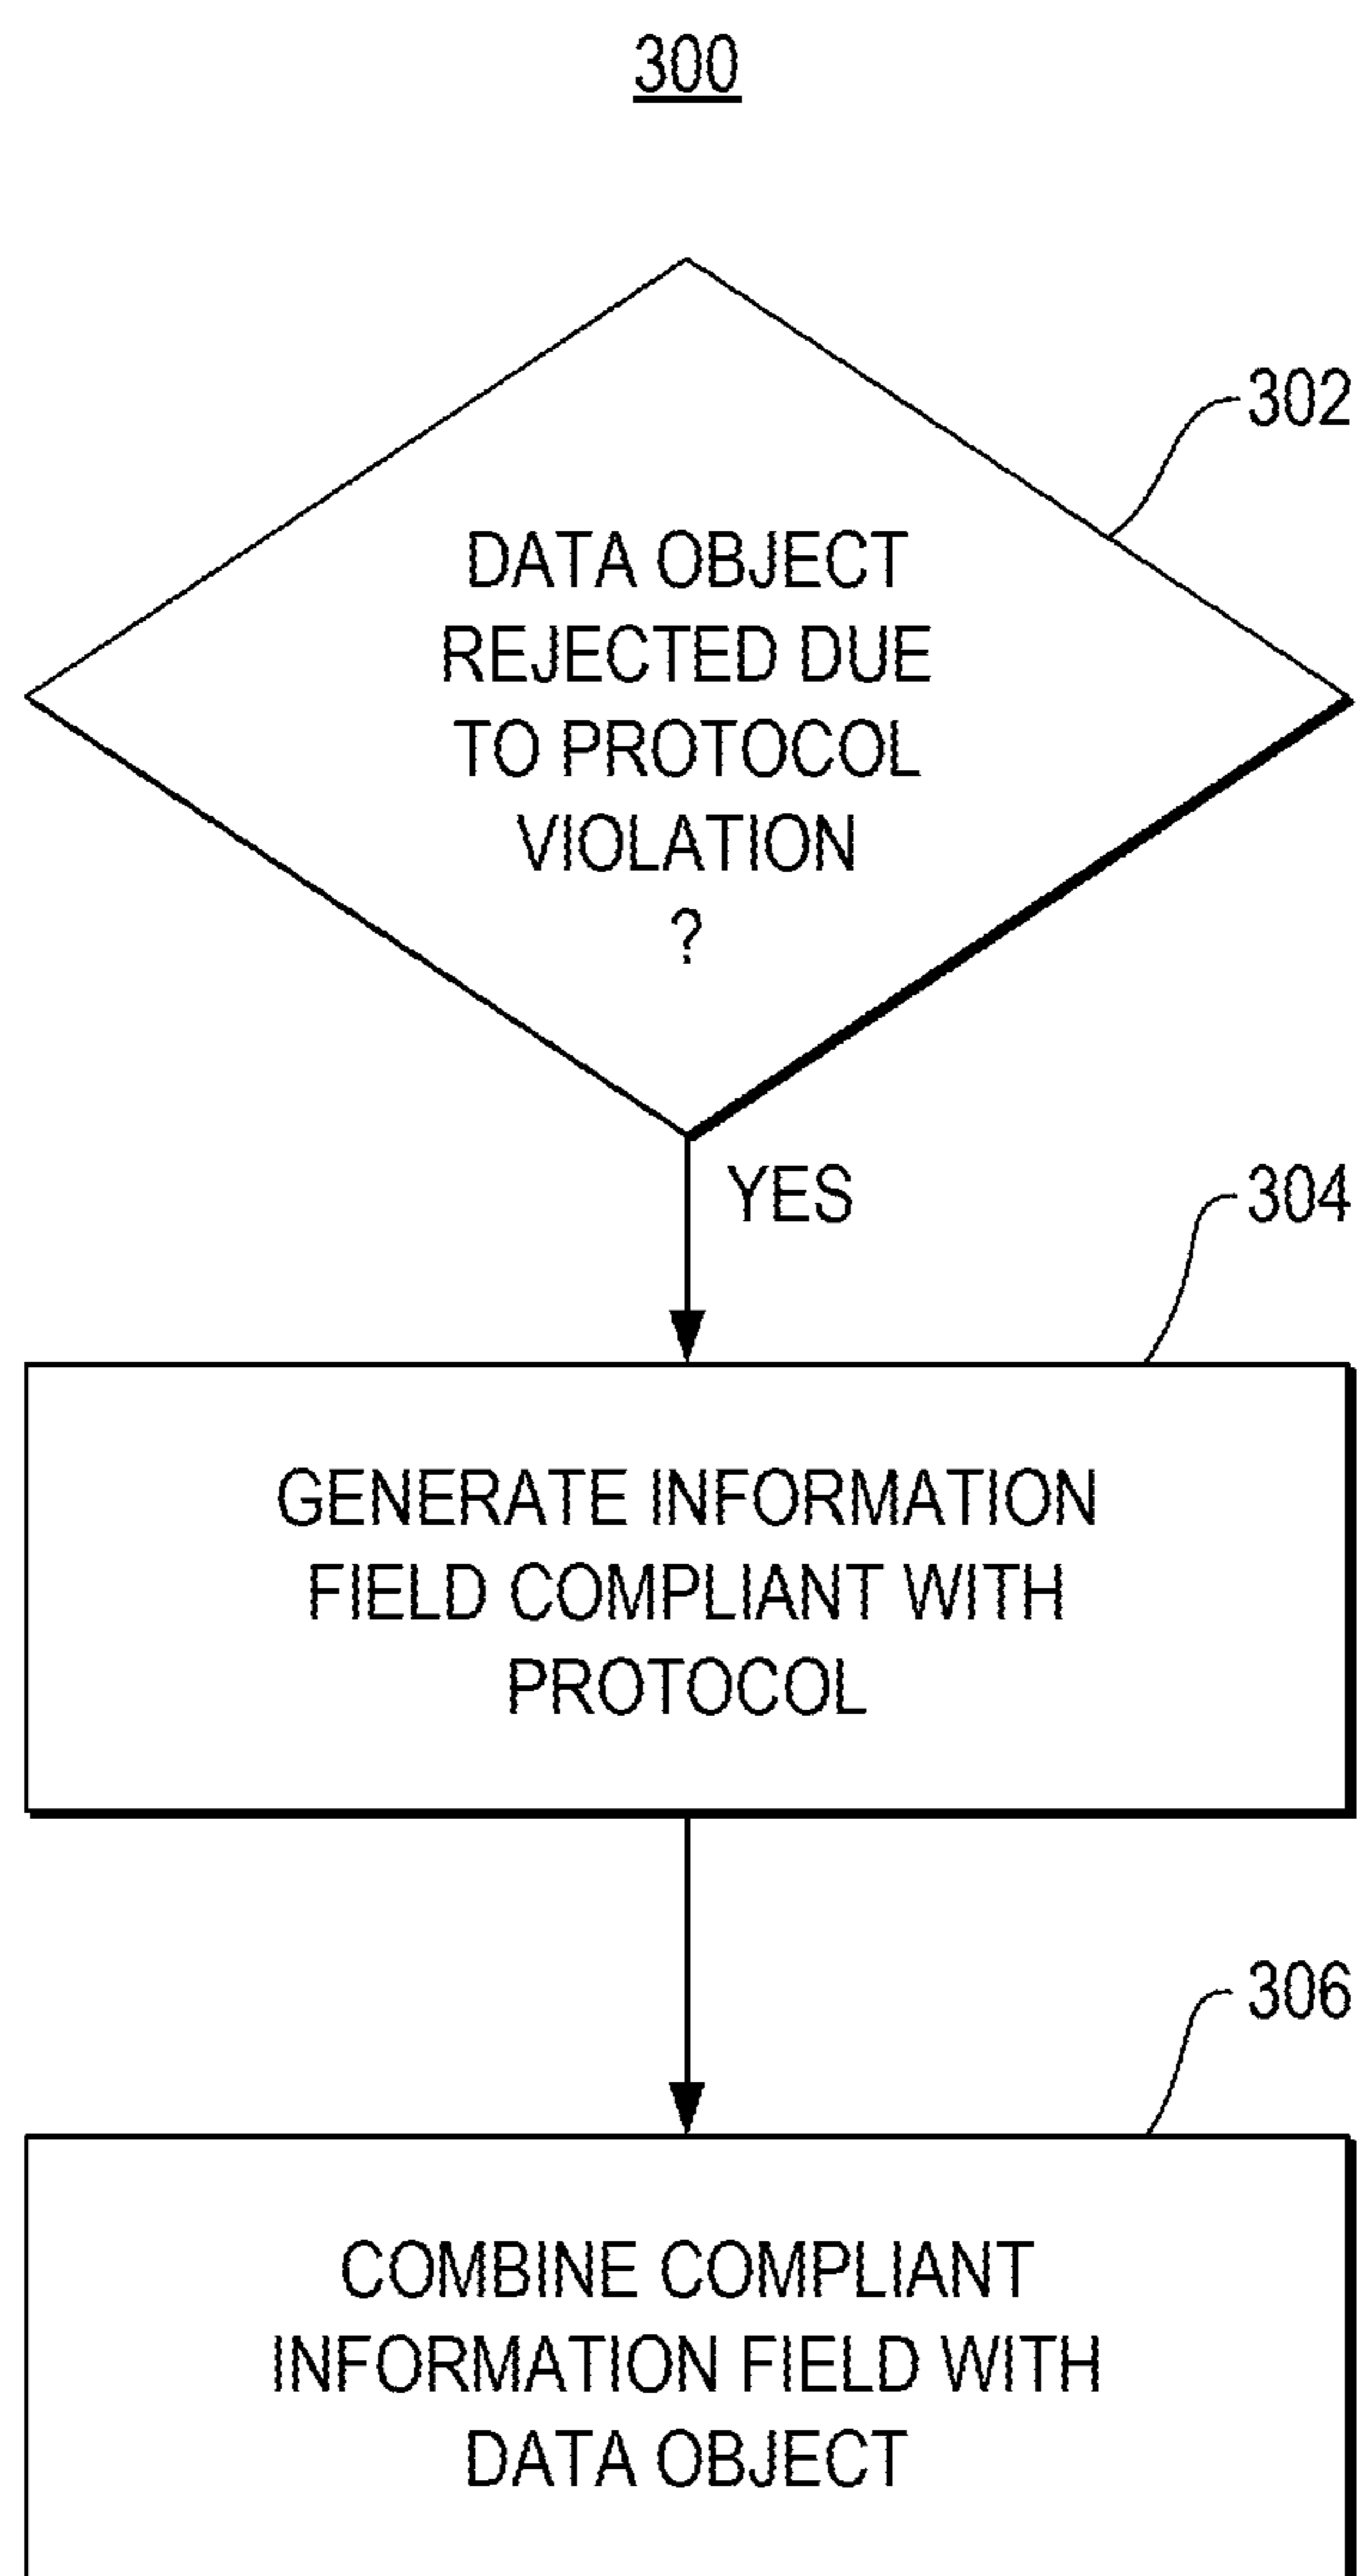 300
302
DATA OBJECT
REJECTED DUE
TO PROTOCOL
VIOLATION
?
YES
304
GENERATE INFORMATION
FIELD COMPLIANT WITH
PROTOCOL
306
COMBINE COMPLIANT
INFORMATION FIELD WITH
DATA OBJECT